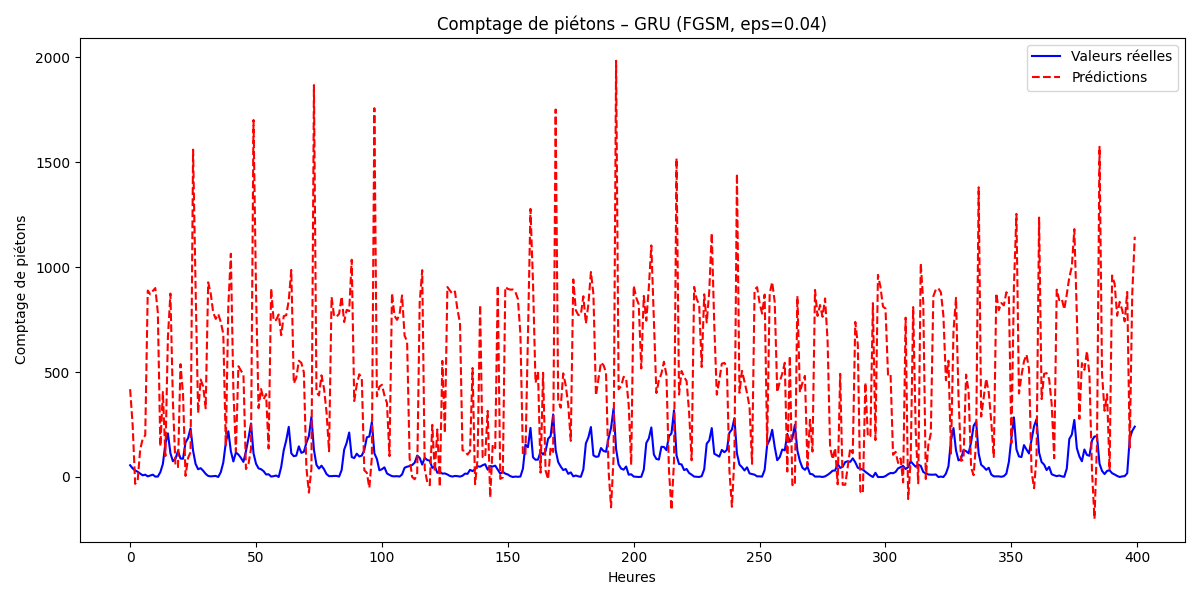 Comptage de piétons – GRU (FGSM, eps=0.04)
Valeurs réelles
Prédictions
Comptage de piétons
2000
1500
1000
500
0
0 50 100 150 200 250 300 350 400
Heures